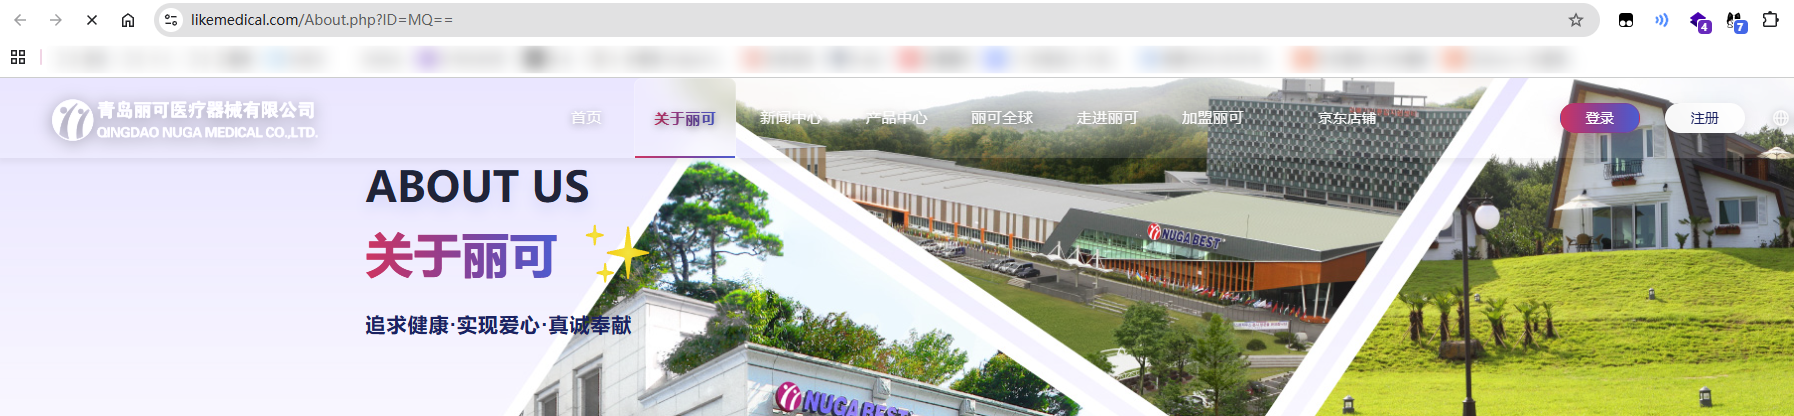 likemedical.com/About.php?ID=MQ==
4
7
青岛丽可医疗器械有限公司
QINGDAO NUGA MEDICAL CO.,LTD.
首页
关于丽可
新闻中心
产品中心
丽可全球
走进丽可
加盟丽可
京东店铺
登录
注册
ABOUT US
关于丽可
追求健康·实现爱心·真诚奉献
NUGA BEST
NUGA BEST